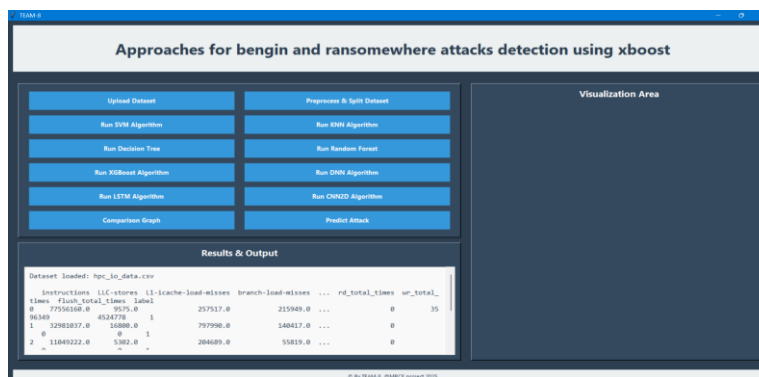 TEAM-B
Approaches for bengin and ransomewhere attacks detection using xboost
Upload Dataset
Preprocess & Split Dataset
Run SVM Algorithm
Run KNN Algorithm
Run Decision Tree
Run Random Forest
Run XGBoost Algorithm
Run DNN Algorithm
Run LSTM Algorithm
Run CNN2D Algorithm
Comparison Graph
Predict Attack
Visualization Area
Results & Output
Dataset loaded: hpc_io_data.csv
instructions LLC-stores L1-icache-load-misses branch-load-misses ... rd_total_times wr_total_
times flush_total_times label
0 77556160.0 9575.0 257517.0 215949.0 ... 0 35
96349 4524778 1
1 32981037.0 16800.0 797990.0 140417.0 ... 0
0 0 1
2 11049222.0 5302.0 204689.0 55819.0 ... 0
© By TEAM-B, @MRCE project 2025